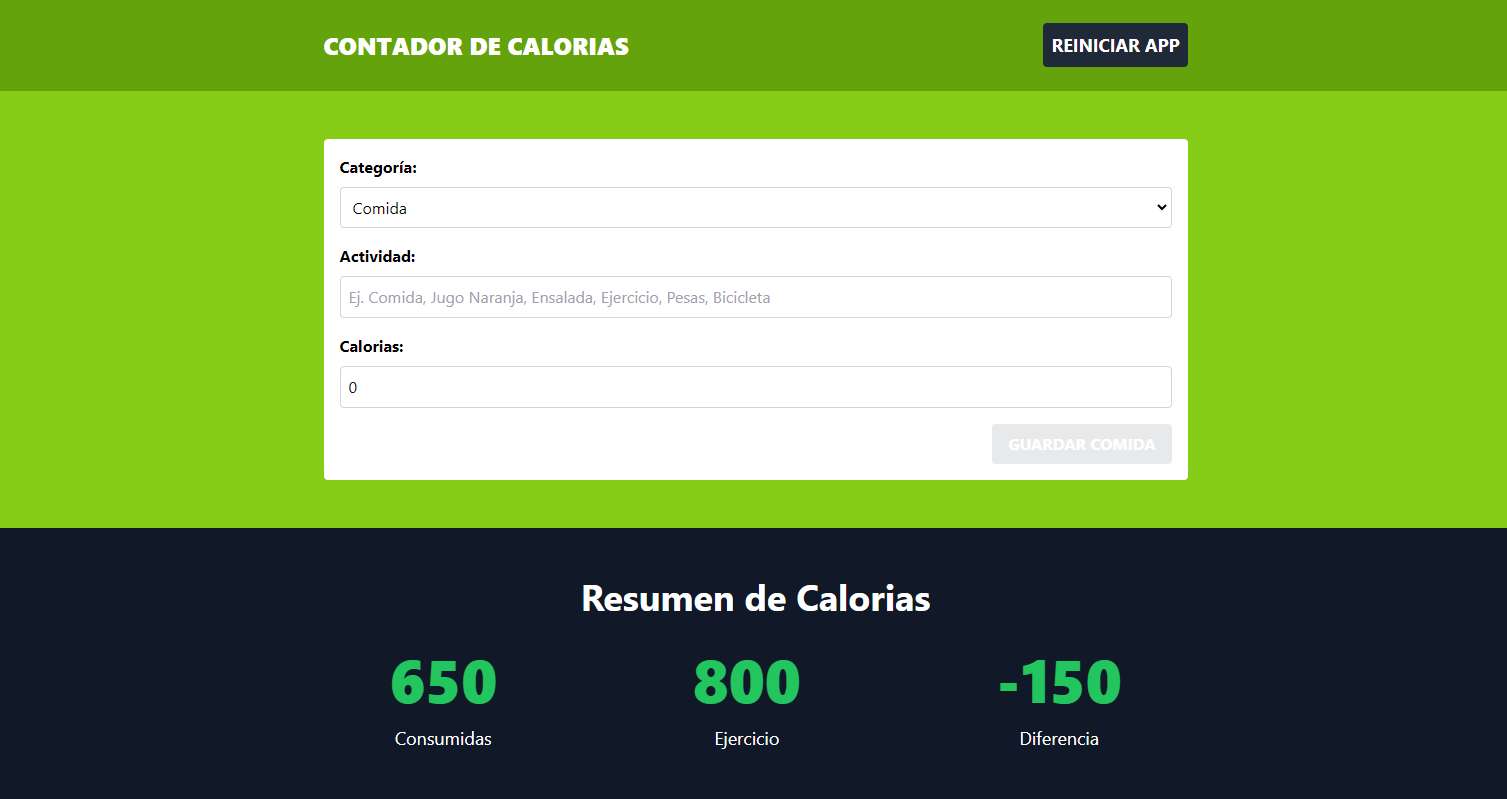 CONTADOR DE CALORIAS
REINICIAR APP
Categoría:
Comida
Actividad:
Ej. Comida, Jugo Naranja, Ensalada, Ejercicio, Pesas, Bicicleta
Calorias:
0
GUARDAR COMIDA
Resumen de Calorias
650 800 -150
Consumidas Ejercicio Diferencia